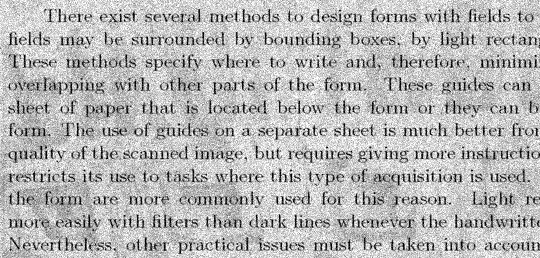 There exist several methods to design forms with fields to
fields may be surrounded by bounding boxes, by light rectan
These methods specify where to write and, therefore, minimi
overlapping with other parts of the form. These guides can
sheet of paper that is located below the form or they can b
form. The use of guides on a separate sheet is much better fro
quality of the scanned image, but requires giving more instructio
restricts its use to tasks where this type of acquisition is used.
the form are more commonly used for this reason. Light re
more easily with filters than dark lines whenever the handwritte
Nevertheless, other practical issues must be taken into accoun